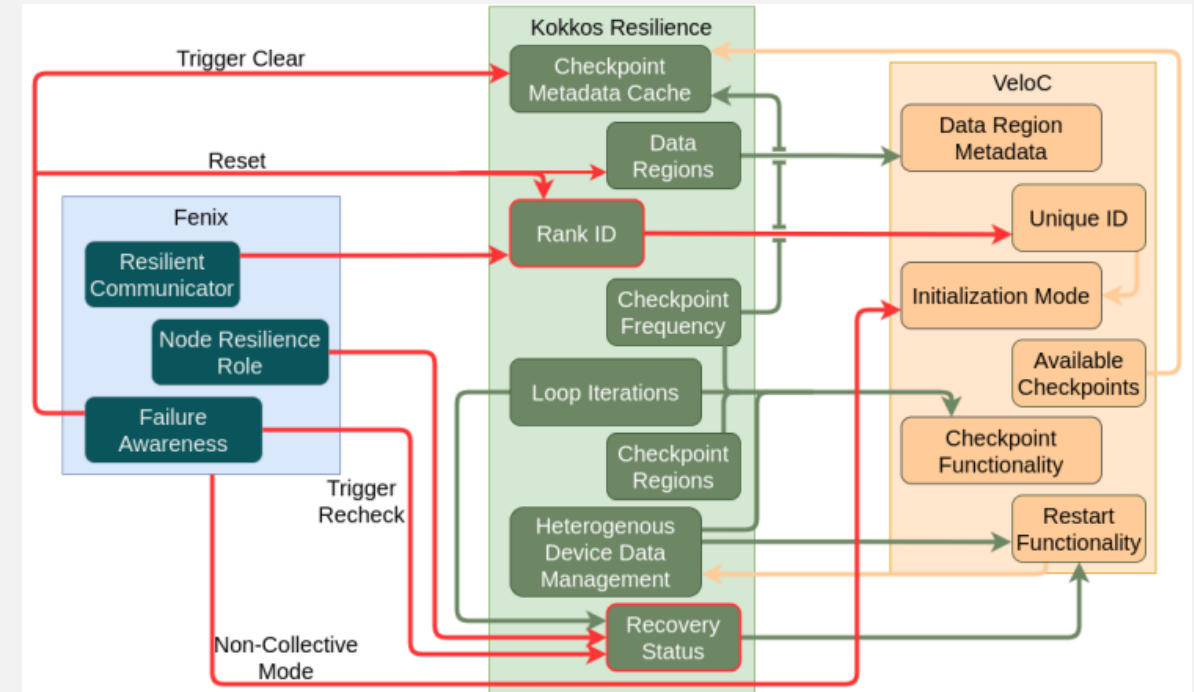 Kokkos Resilience
Trigger Clear
Checkpoint
Metadata Cache
VeloC
Data Region
Metadata
Data
Regions
Reset
Fenix
Rank ID
Unique ID
Resilient
Communicator
Initialization Mode
Checkpoint
Frequency
Node Resilience
Role
Available
Checkpoints
Loop Iterations
Failure
Awareness
Checkpoint
Functionality
Checkpoint
Regions
Trigger
Recheck
Heterogenous
Device Data
Management
Restart
Functionality
Recovery
Status
Non-Collective
Mode